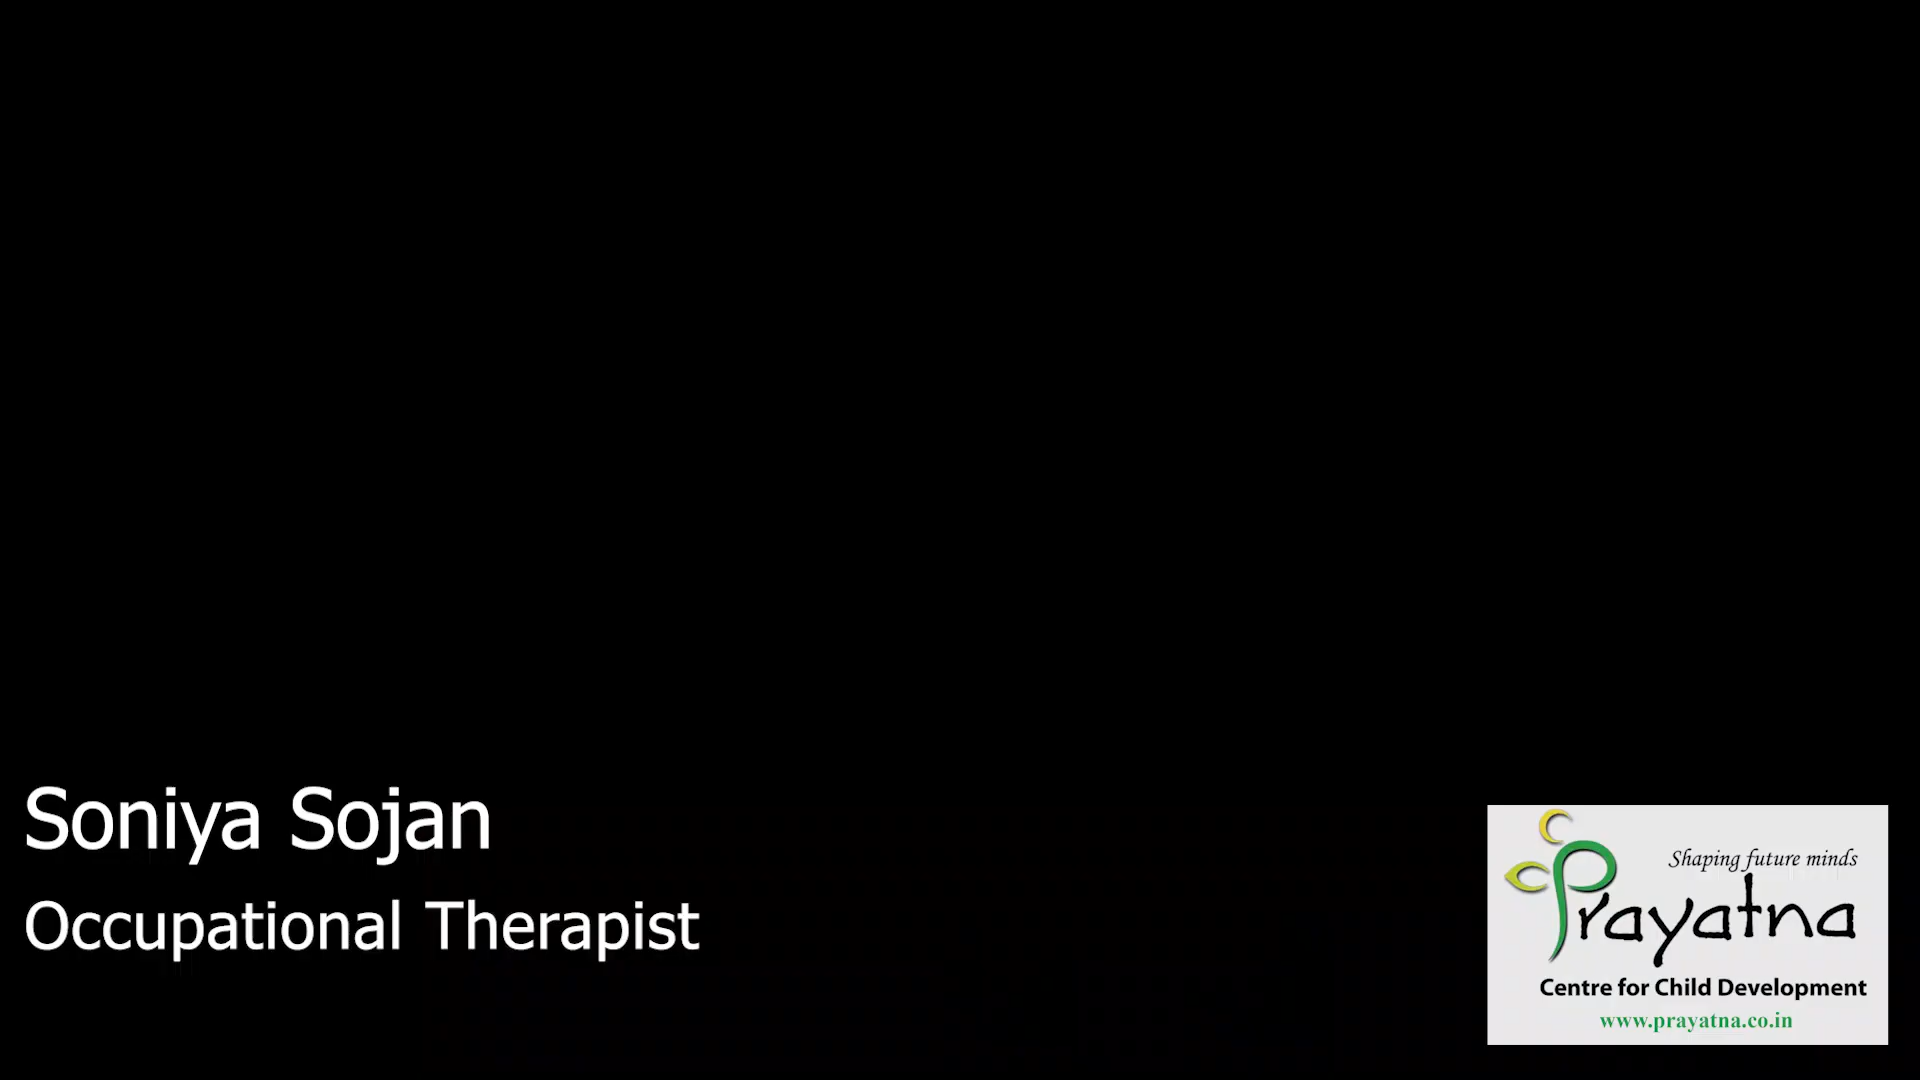 Soniya Sojan
Occupational Therapist
Shaping future minds
Prayatna
Centre for Child Development
www.prayatna.co.in